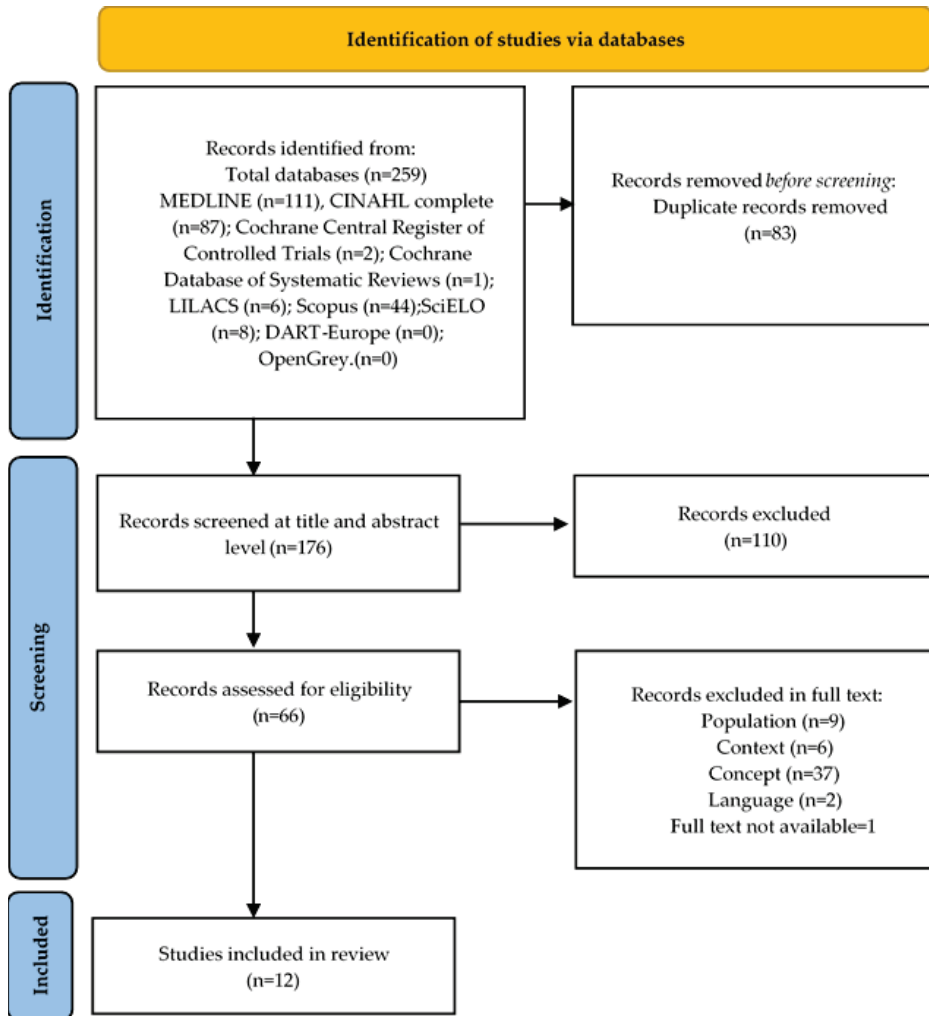 Identification of studies via databases
Identification
Records identified from:
Total databases (n=259)
MEDLINE (n=111), CINAHL complete
(n=87); Cochrane Central Register of
Controlled Trials (n=2); Cochrane
Database of Systematic Reviews (n=1);
LILACS (n=6); Scopus (n=44);SciELO
(n=8); DART-Europe (n=0);
OpenGrey.(n=0)
Records removed before screening:
Duplicate records removed
(n=83)
Screening
Records screened at title and abstract
level (n=176)
Records excluded
(n=110)
Records assessed for eligibility
(n=66)
Records excluded in full text:
Population (n=9)
Context (n=6)
Concept (n=37)
Language (n=2)
Full text not available=1
Included
Studies included in review
(n=12)